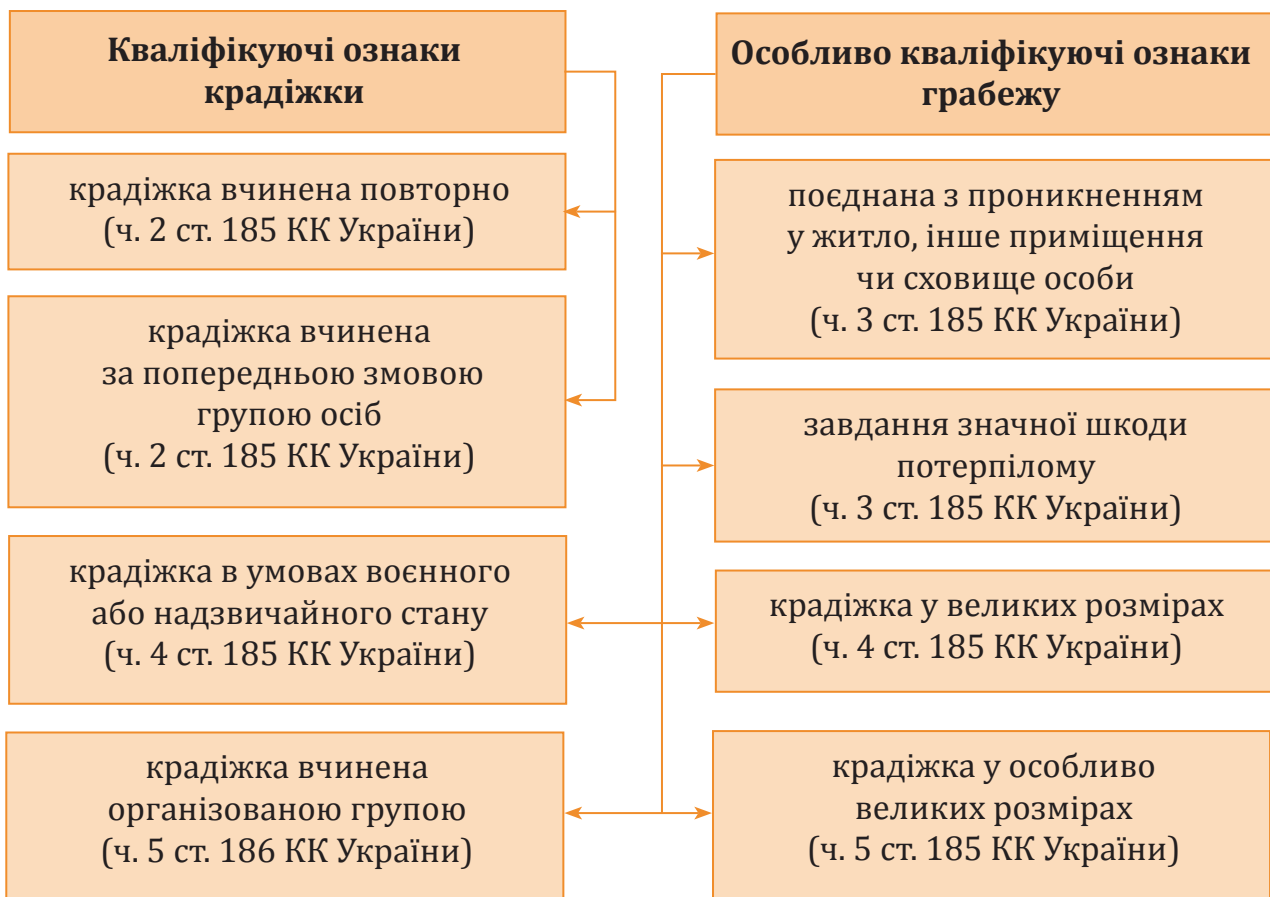 Кваліфікуючі ознаки
крадіжки
крадіжка вчинена повторно
(ч. 2 ст. 185 КК України)
крадіжка вчинена
за попередньою змовою
групою осіб
(ч. 2 ст. 185 КК України)
крадіжка в умовах воєнного
або надзвичайного стану
(ч. 4 ст. 185 КК України)
крадіжка вчинена
організованою групою
(ч. 5 ст. 186 КК України)
Особливо кваліфікуючі ознаки
грабежу
поєднана з проникненням
у житло, інше приміщення
чи сховище особи
(ч. 3 ст. 185 КК України)
завдання значної шкоди
потерпілому
(ч. 3 ст. 185 КК України)
крадіжка у великих розмірах
(ч. 4 ст. 185 КК України)
крадіжка у особливо
великих розмірах
(ч. 5 ст. 185 КК України)